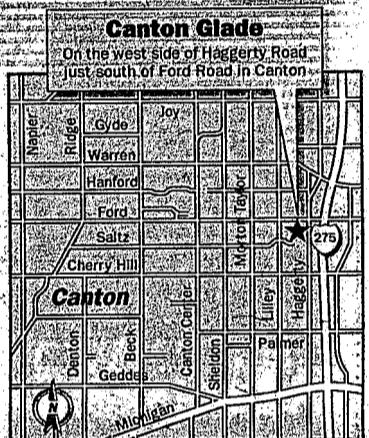 Canton Glade
On the west side of Haggerty Road
just south of Ford Road in Canton
Joy
Napier
Ridge
Gyde
Warren
Hanford
Ford
Morton Taylor
Saltz
275
Cherry Hill
Haggerty
Canton
Lilley
Canton Center
Denton
Beck
Sheldon
Palmer
Geddes
Michigan
N